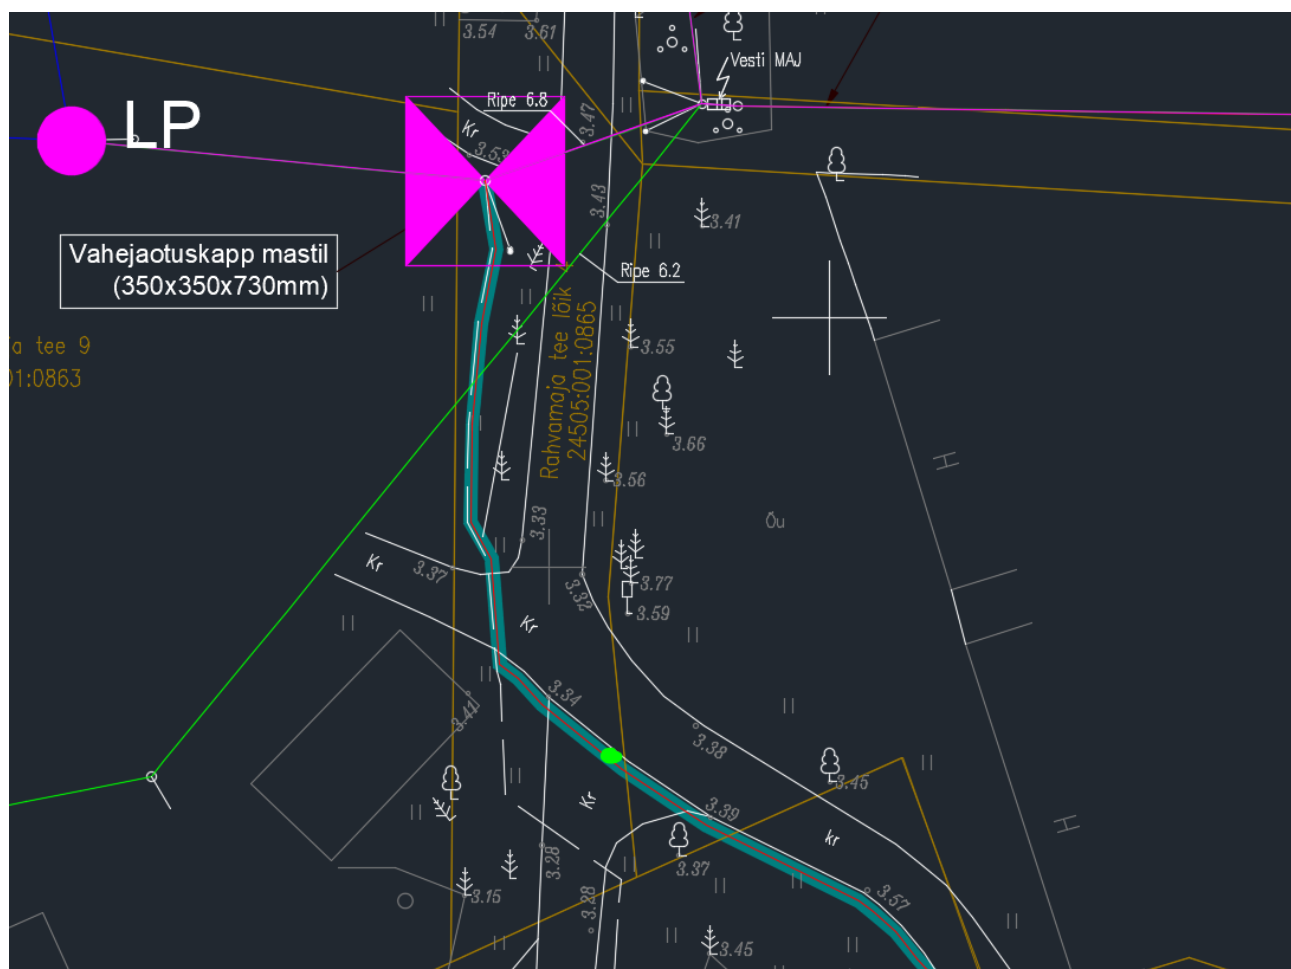 3.54
3.61
Vesti MAJ
LP
Ripe 6.8
3.47
Kr
3.53
3.43
3.41
Vahejaotuskapp mastil
(350x350x730mm)
Ripe 6.2
a tee 9
01:0863
Rahvamaja tee lõik
24505:001:0865
3.55
3.66
3.56
Õu
3.33
Kr
3.37
3.32
3.77
3.59
Kr
3.34
3.41
3.38
3.45
Kr
3.39
kr
3.28
3.37
3.15
3.57
3.28
3.45